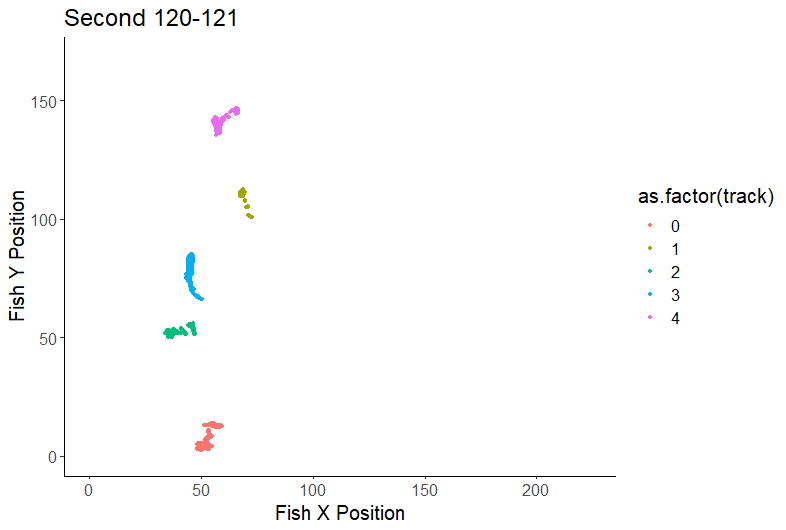 Second 120-121
Fish Y Position
150
100
50
0
0 50 100 150 200
Fish X Position
as.factor(track)
0
1
2
3
4